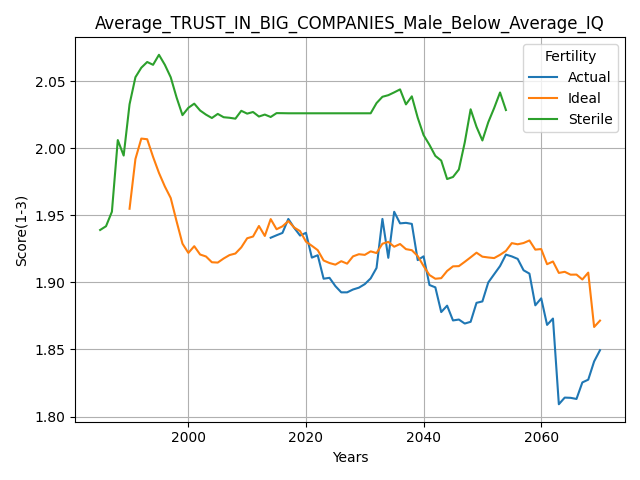 Average_TRUST_IN_BIG_COMPANIES_Male_Below_Average_IQ
Fertility
Actual
Ideal
Sterile
Score(1-3)
2.05
2.00
1.95
1.90
1.85
1.80
2000 2020 2040 2060
Years